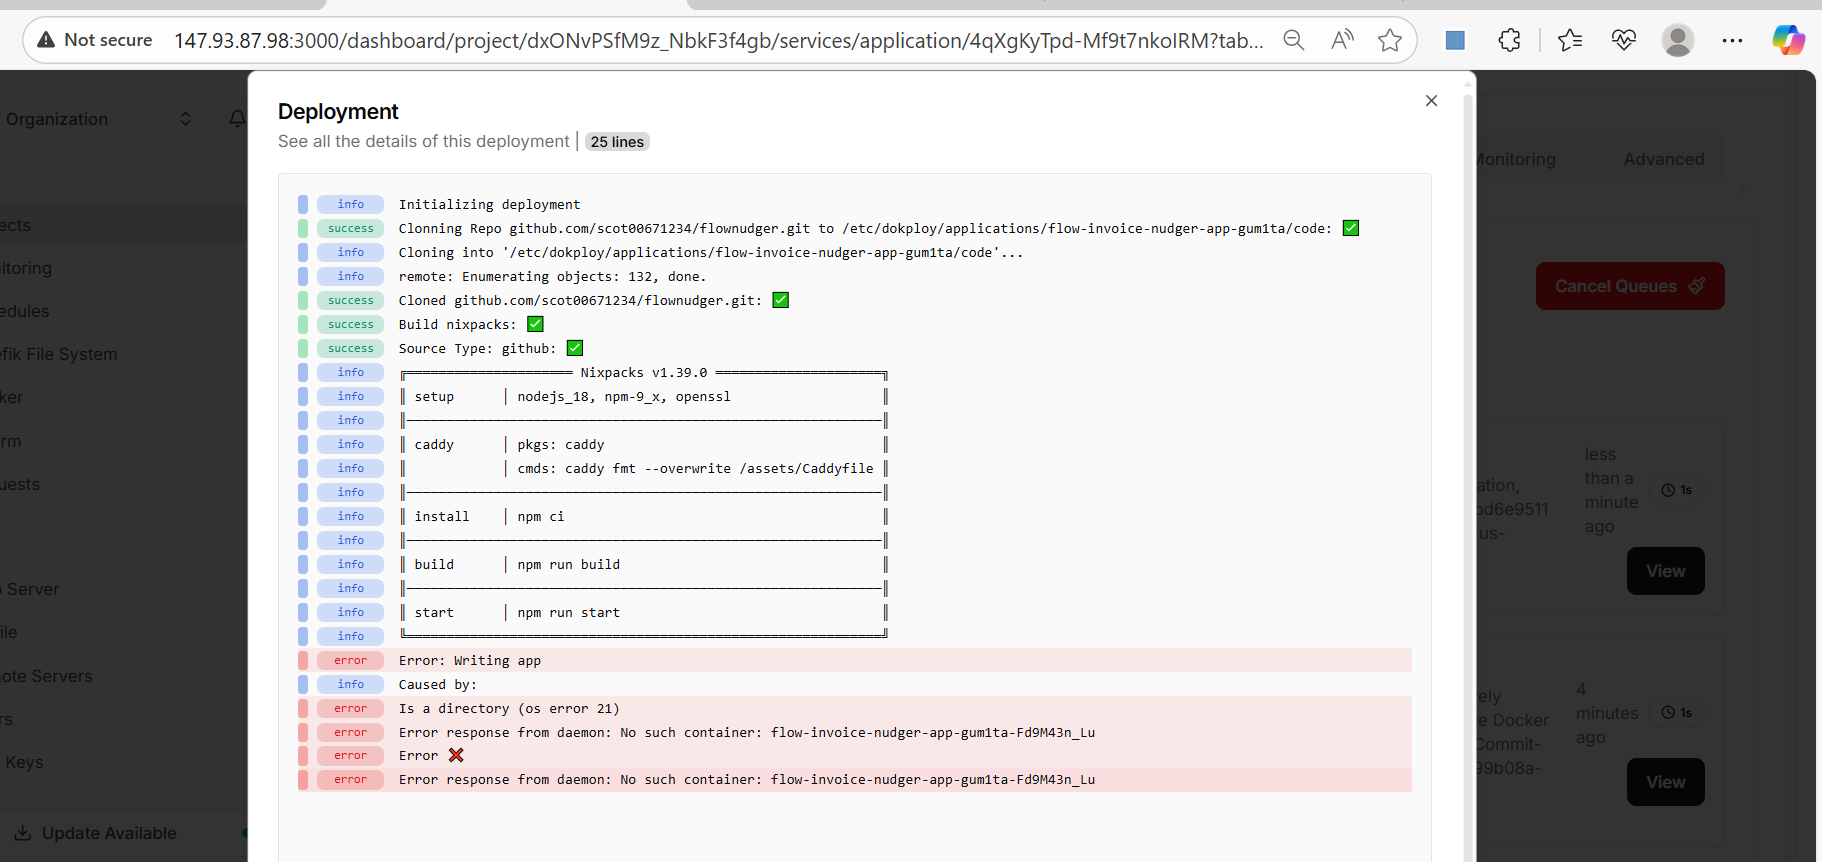 Not secure
147.93.87.98:3000/dashboard/project/dxONvPSfM9z_NbkF3f4gb/services/application/4qXgKyTpd-Mf9t7nkoIRM?tab...
Organization
ects
itoring
edules
efik File System
ker
rm
uests
Server
ile
ote Servers
rs
Keys
Update Available
Deployment
See all the details of this deployment | 25 lines
info Initializing deployment
success Clonning Repo github.com/scot00671234/flownudger.git to /etc/dokploy/applications/flow-invoice-nudger-app-gum1ta/code: ✅
info Cloning into '/etc/dokploy/applications/flow-invoice-nudger-app-gum1ta/code'...
info remote: Enumerating objects: 132, done.
success Cloned github.com/scot00671234/flownudger.git: ✅
success Build nixpacks: ✅
success Source Type: github: ✅
info ╔═════════════════════ Nixpacks v1.39.0 ═════════════════════╗
info ║ setup │ nodejs_18, npm-9_x, openssl ║
info ║────────────────────────────────────────────────────────────║
info ║ caddy │ pkgs: caddy ║
info ║ │ cmds: caddy fmt --overwrite /assets/Caddyfile ║
info ║────────────────────────────────────────────────────────────║
info ║ install │ npm ci ║
info ║────────────────────────────────────────────────────────────║
info ║ build │ npm run build ║
info ║────────────────────────────────────────────────────────────║
info ║ start │ npm run start ║
info ╚════════════════════════════════════════════════════════════╝
error Error: Writing app
info Caused by:
error Is a directory (os error 21)
error Error response from daemon: No such container: flow-invoice-nudger-app-gum1ta-Fd9M43n_Lu
error Error ❌
error Error response from daemon: No such container: flow-invoice-nudger-app-gum1ta-Fd9M43n_Lu
Monitoring
Advanced
Cancel Queues
ation,
bd6e9511
us-
less
than a
minute
ago
1s
View
ely
e Docker
Commit-
99b08a-
4
minutes
ago
1s
View